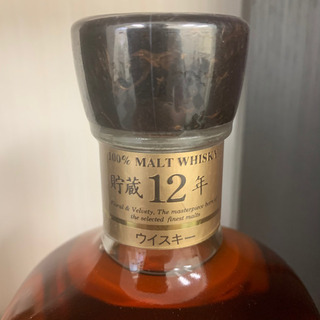 100% MALT WHISKY
貯蔵12年
& Velvety, The masterpiece
the selected finest malts
ウイスキー